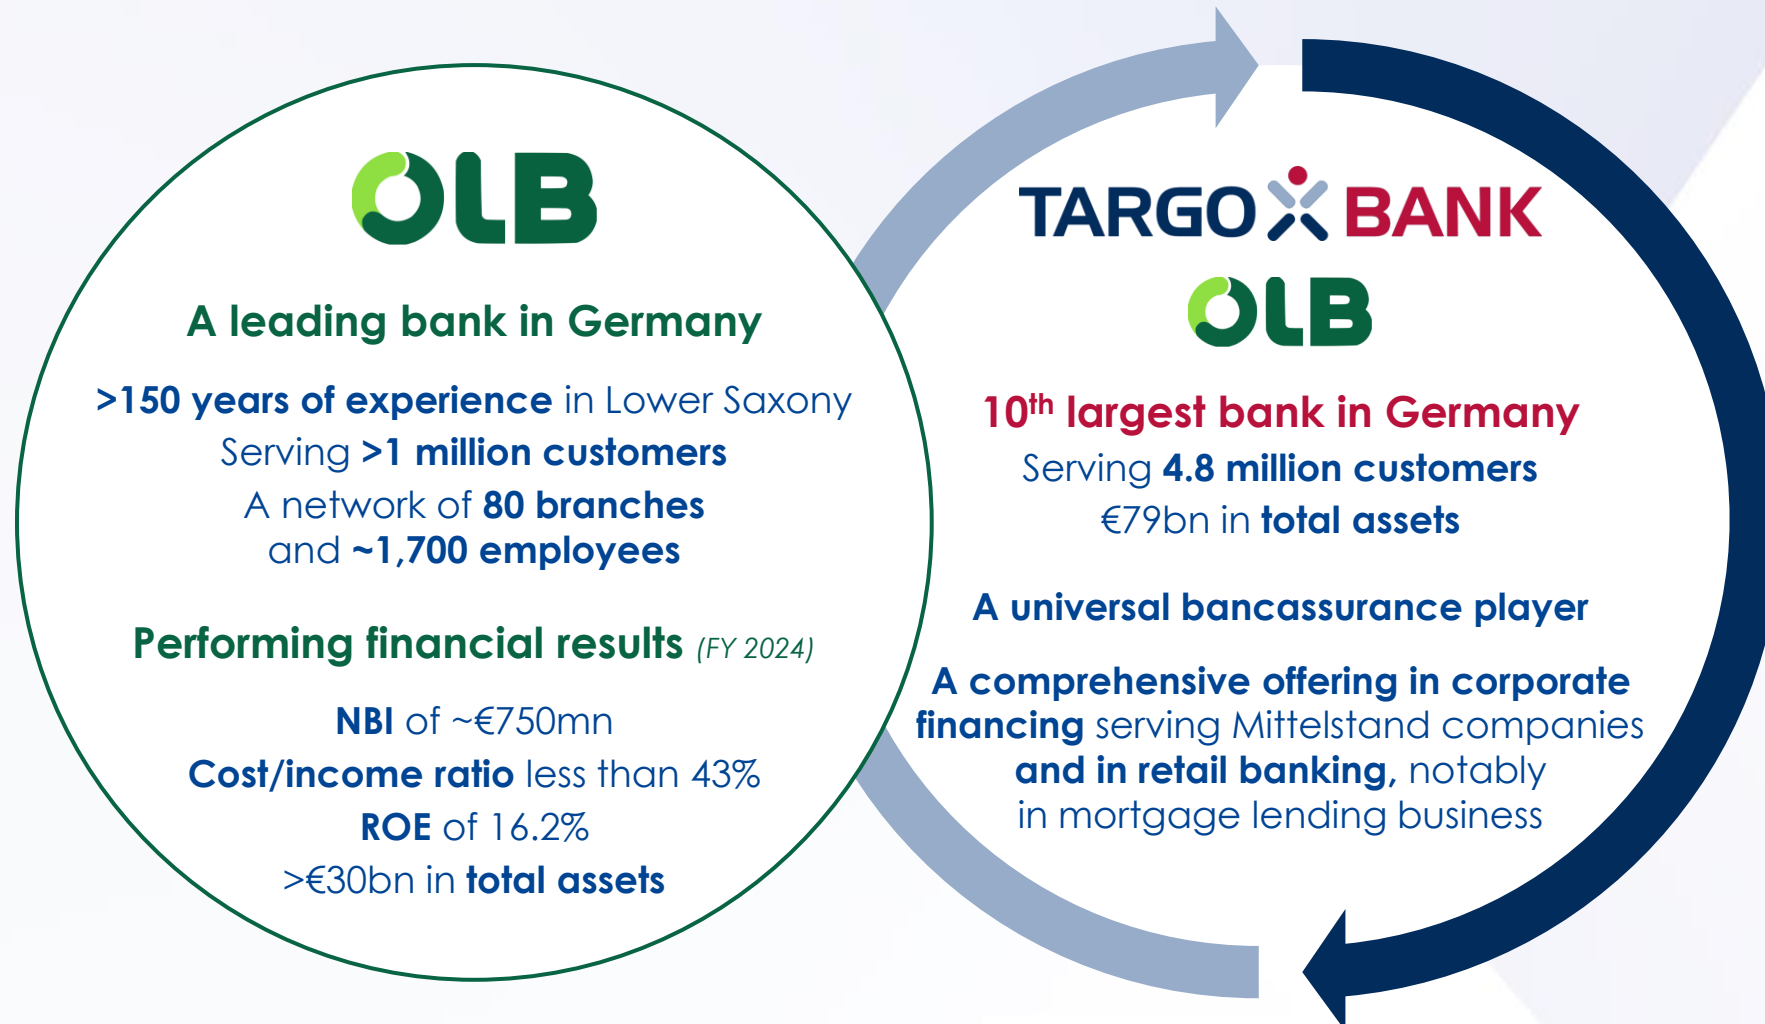 OLB
A leading bank in Germany
>150 years of experience in Lower Saxony
Serving >1 million customers
A network of 80 branches
and ~1,700 employees
Performing financial results (FY 2024)
NBI of ~€750mn
Cost/income ratio less than 43%
ROE of 16.2%
>€30bn in total assets
TARGO BANK
OLB
10th largest bank in Germany
Serving 4.8 million customers
€79bn in total assets
A universal bancassurance player
A comprehensive offering in corporate
financing serving Mittelstand companies
and in retail banking, notably
in mortgage lending business